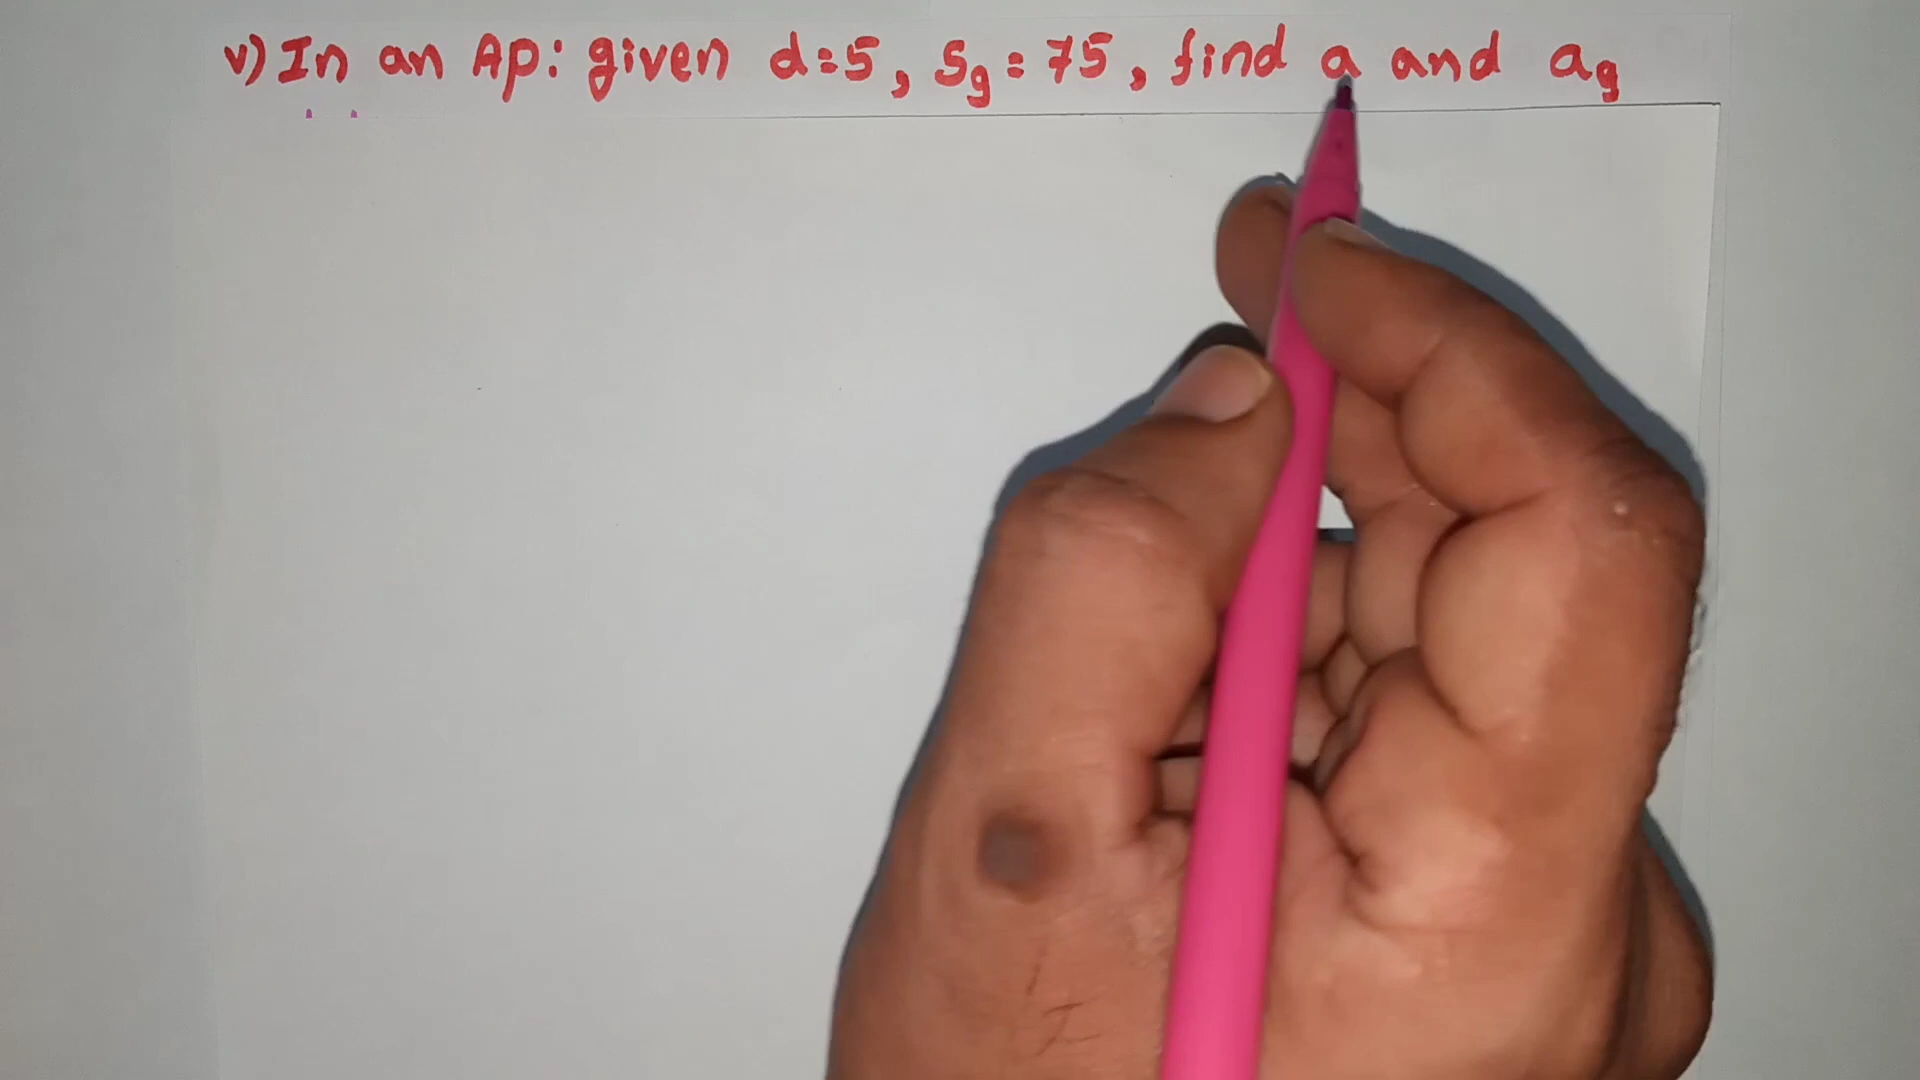 v) In an AP: given d=5, S₉ = 75, find a and a₉